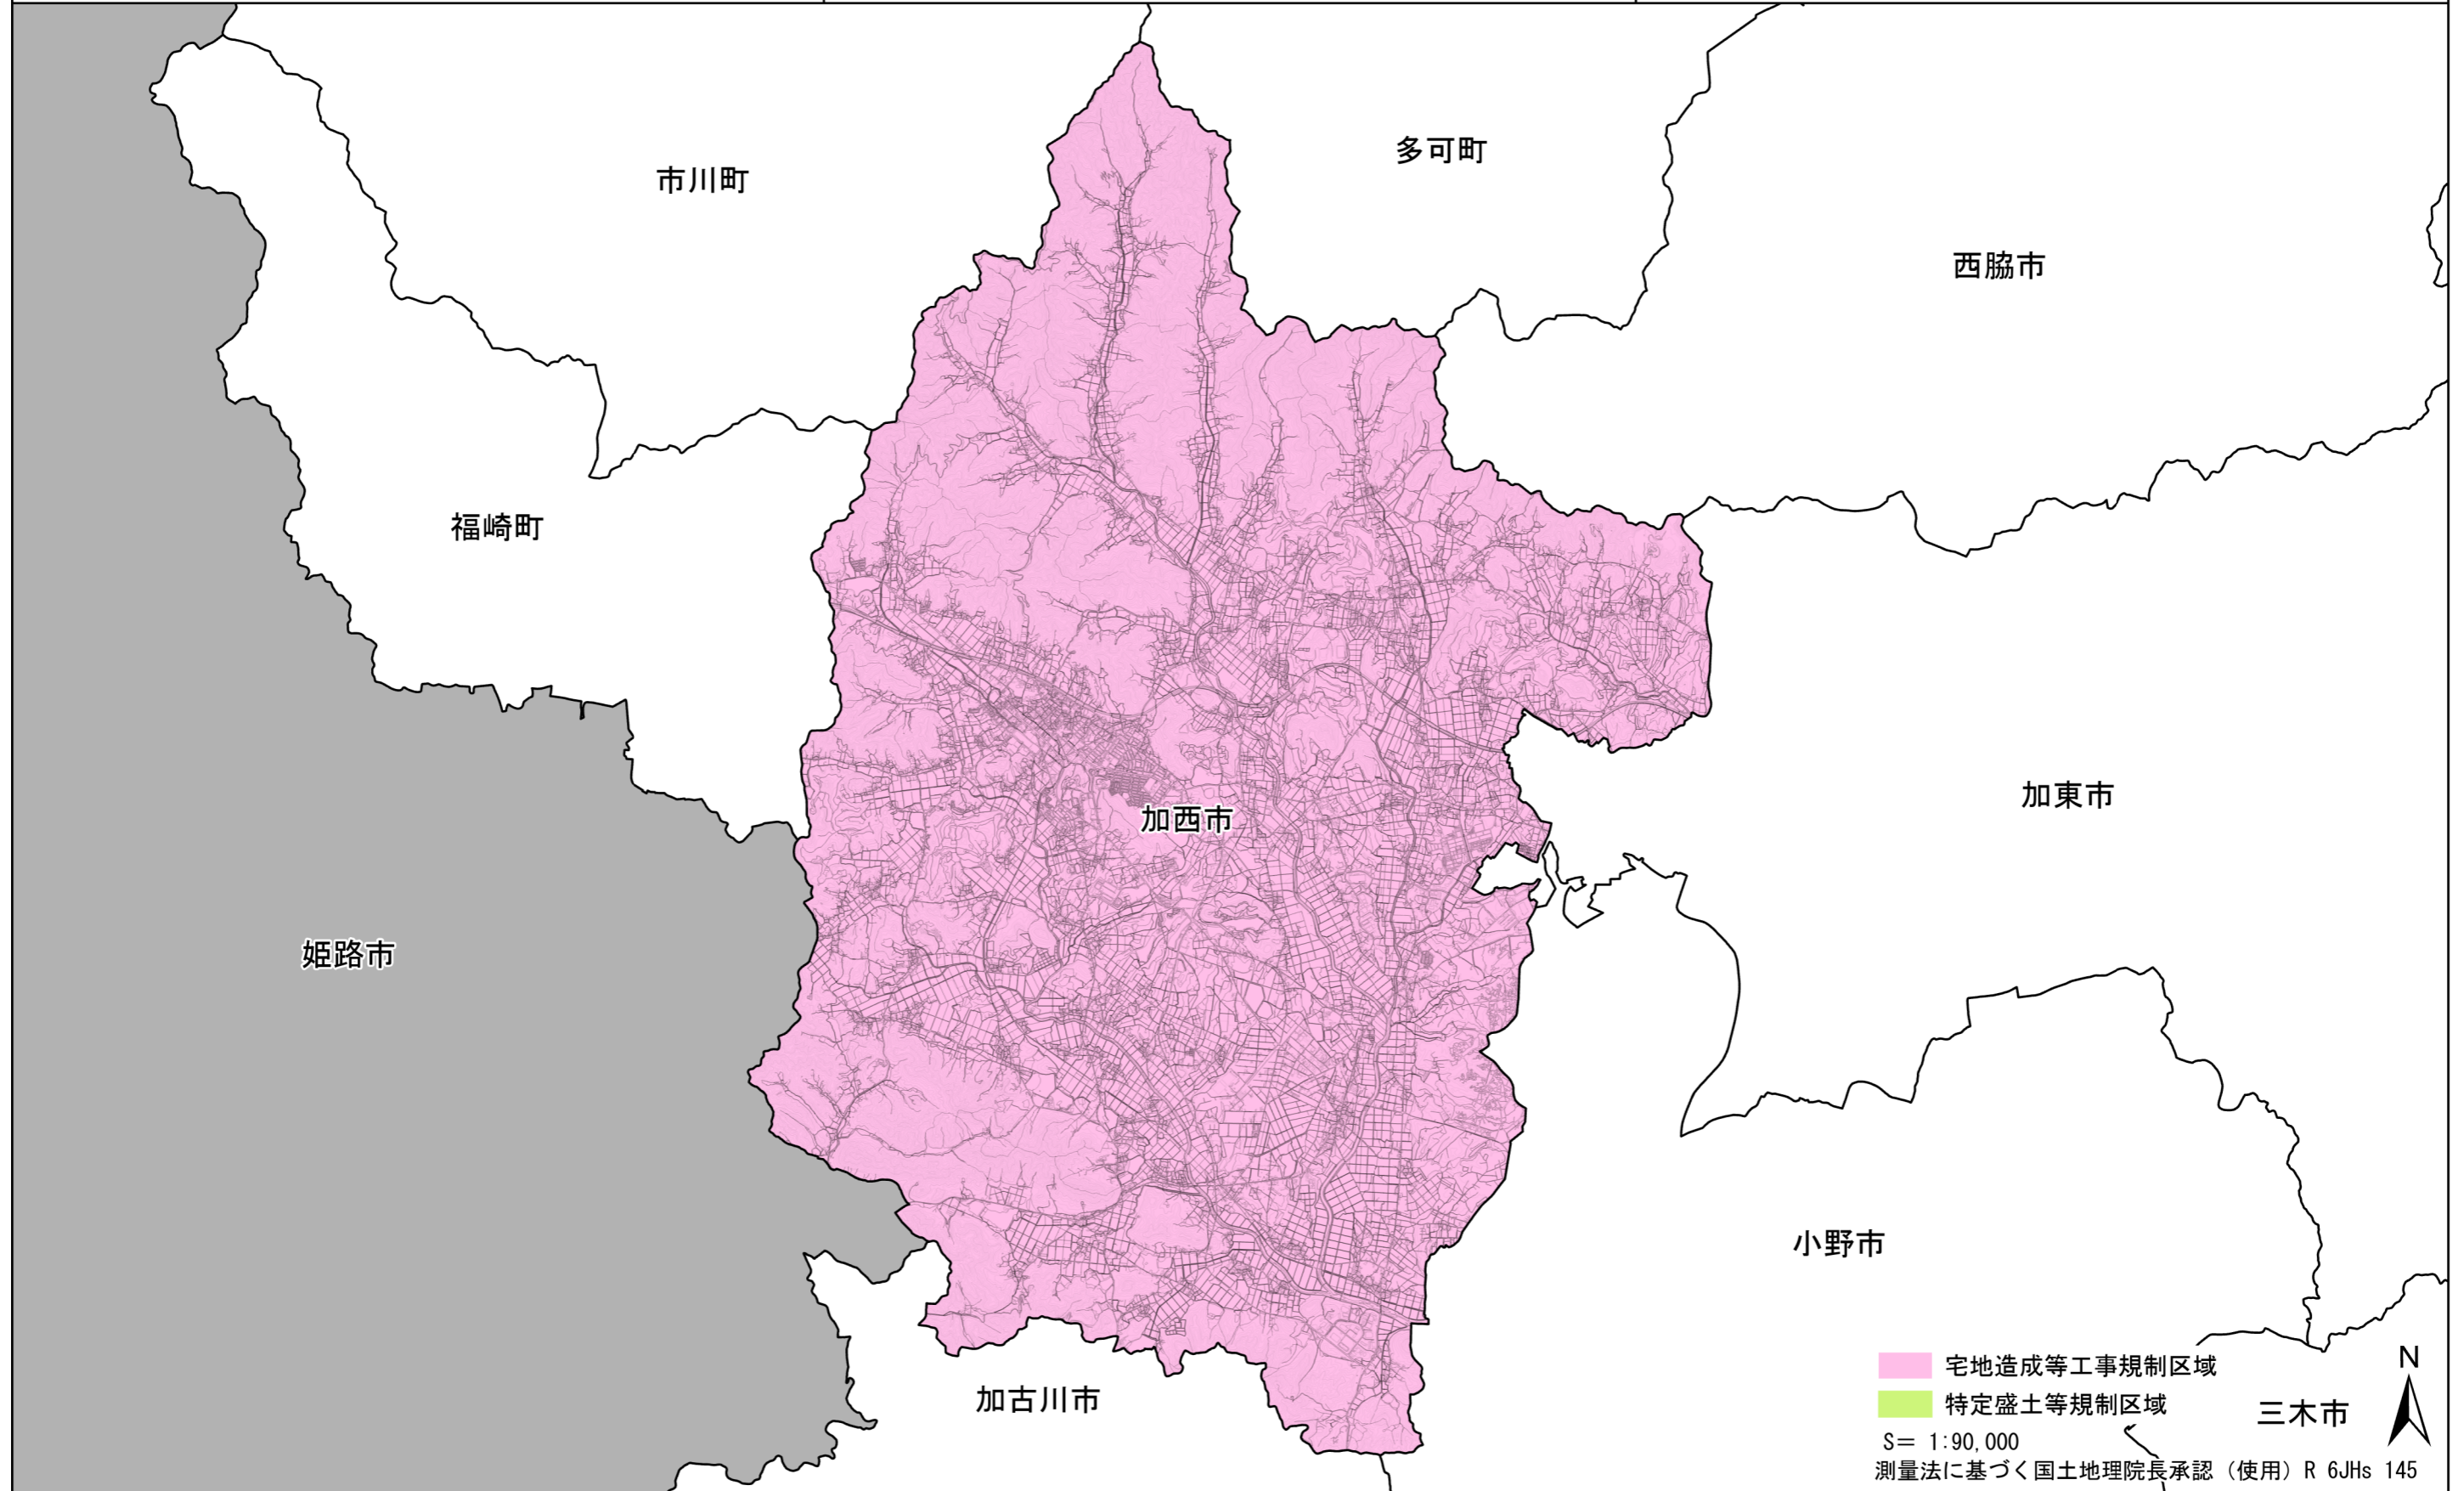 多可町
市川町
西脇市
福崎町
加東市
加西市
姫路市
小野市
加古川市
宅地造成等工事規制区域
特定盛土等規制区域
N
三木市
S= 1:90,000
測量法に基づく国土地理院長承認（使用）R 6JHs 145